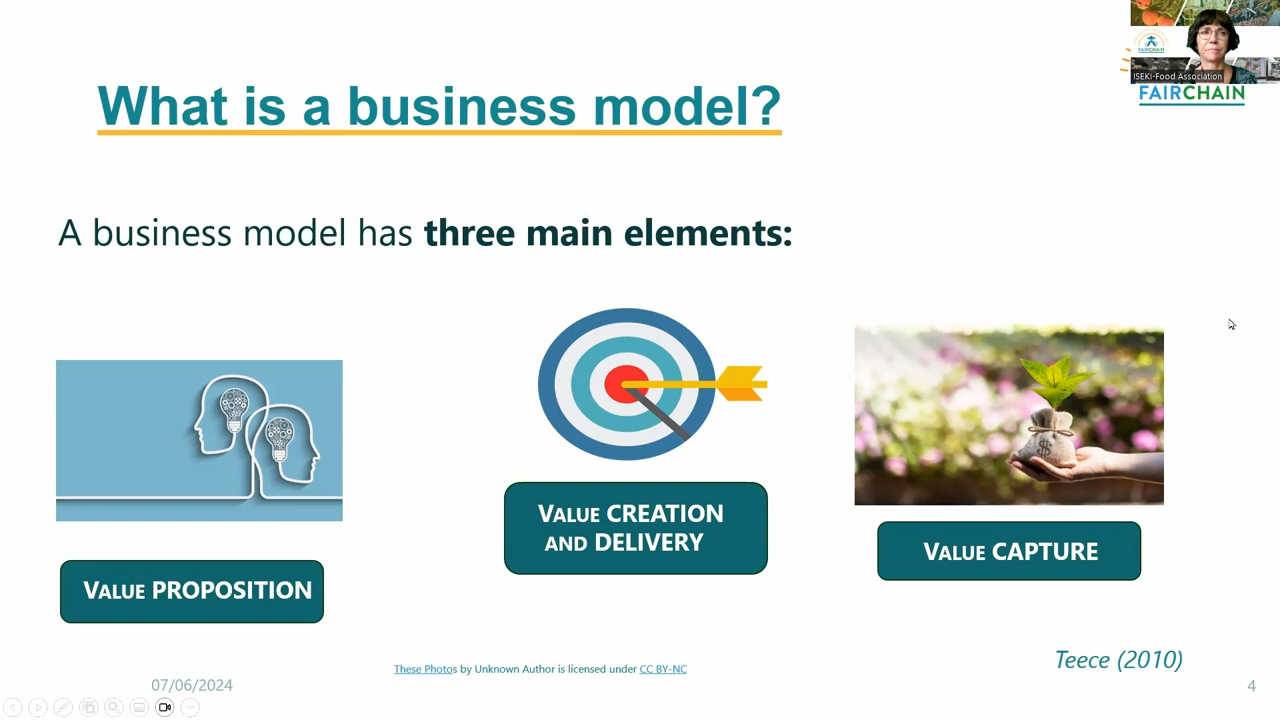 What is a business model?
FAIRCHAIN
ISEKI-Food Association
FAIRCHAIN
A business model has three main elements:
$
VALUE PROPOSITION
VALUE CREATION
AND DELIVERY
VALUE CAPTURE
Teece (2010)
These Photos by Unknown Author is licensed under CC BY-NC
07/06/2024
4